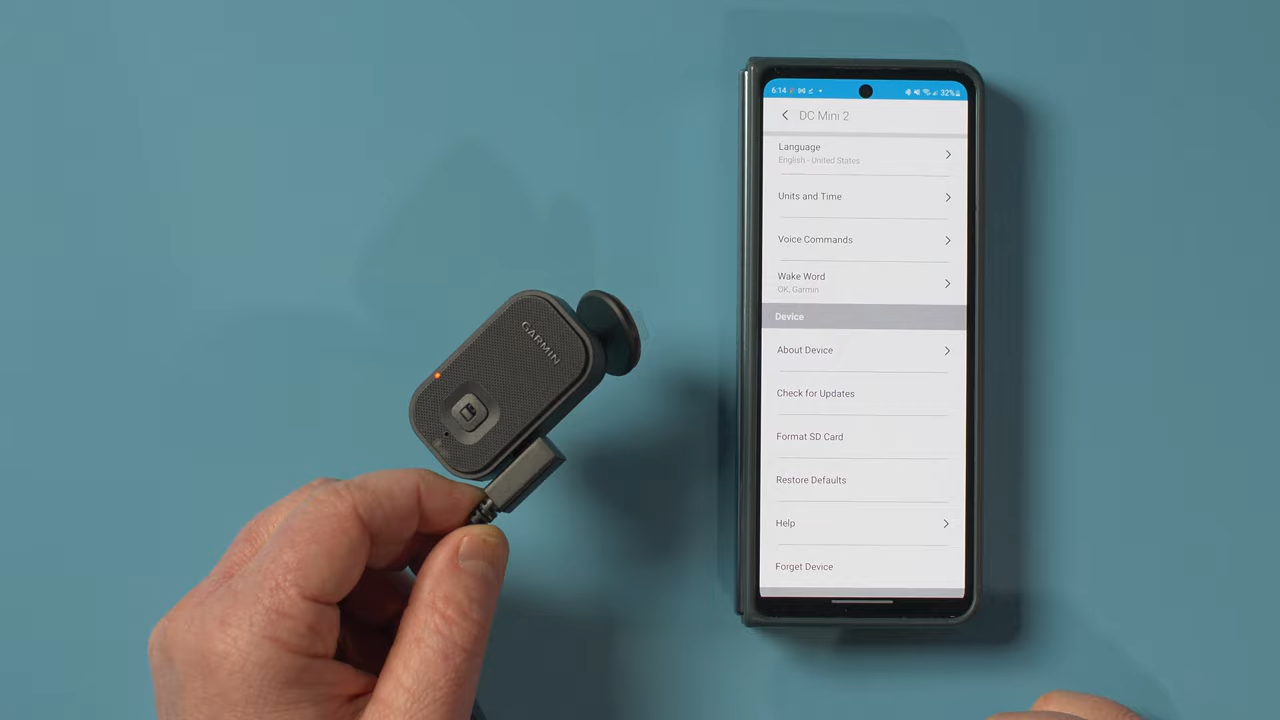 6:14
32%
DC Mini 2
Language
English - United States
Units and Time
Voice Commands
Wake Word
OK, Garmin
Device
About Device
Check for Updates
Format SD Card
Restore Defaults
Help
Forget Device
GARMIN